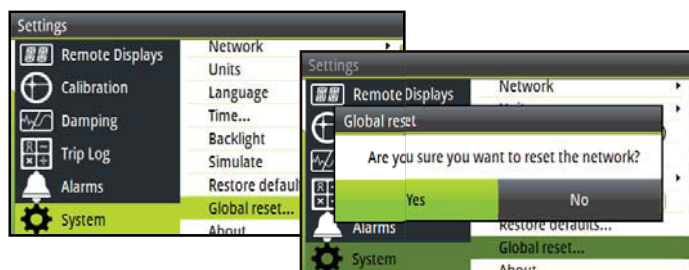 Settings
Remote Displays
Calibration
Damping
Trip Log
Alarms
System
Network
Units
Language
Time...
Backlight
Simulate
Restore defaul
Global reset...
About
Settings
Remote Displays
Network
Global reset
Are you sure you want to reset the network?
Yes
No
Alarms
System
Restore defaults...
Global reset...
About